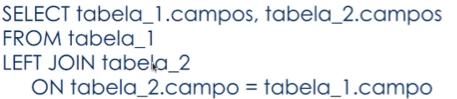 SELECT tabela_1.campos, tabela_2.campos
FROM tabela_1
LEFT JOIN tabela_2
ON tabela_2.campo = tabela_1.campo